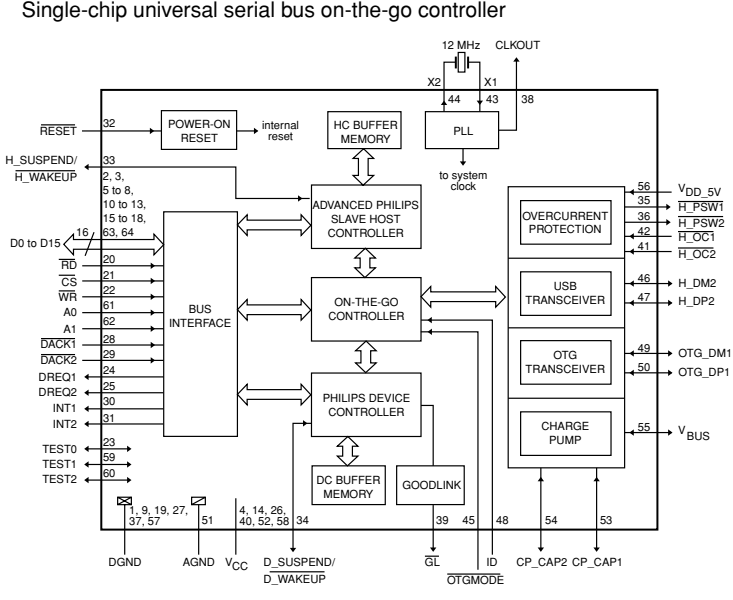 Single-chip universal serial bus on-the-go controller
12 MHz
CLKOUT
X2
X1
44
43
38
RESET
32
POWER-ON
RESET
internal
reset
HC BUFFER
MEMORY
PLL
to system
clock
H_SUSPEND/
H_WAKEUP
33
2, 3,
5 to 8,
10 to 13,
15 to 18,
63, 64
D0 to D15
16
RD
20
CS
21
WR
22
A0
61
A1
62
DACK1
28
DACK2
29
DREQ1
24
DREQ2
25
INT1
30
INT2
31
TEST0
23
TEST1
59
TEST2
60
BUS
INTERFACE
ADVANCED PHILIPS
SLAVE HOST
CONTROLLER
ON-THE-GO
CONTROLLER
PHILIPS DEVICE
CONTROLLER
DC BUFFER
MEMORY
GOODLINK
OVERCURRENT
PROTECTION
USB
TRANSCEIVER
OTG
TRANSCEIVER
CHARGE
PUMP
56
VDD_5V
35
H_PSW1
36
H_PSW2
42
H_OC1
41
H_OC2
46
H_DM2
47
H_DP2
49
OTG_DM1
50
OTG_DP1
55
VBUS
1, 9, 19, 27,
37, 57
51
4, 14, 26,
40, 52, 58
34
39
45
48
54
53
DGND
AGND
VCC
D_SUSPEND/
D_WAKEUP
GL
OTGMODE
ID
CP_CAP2
CP_CAP1